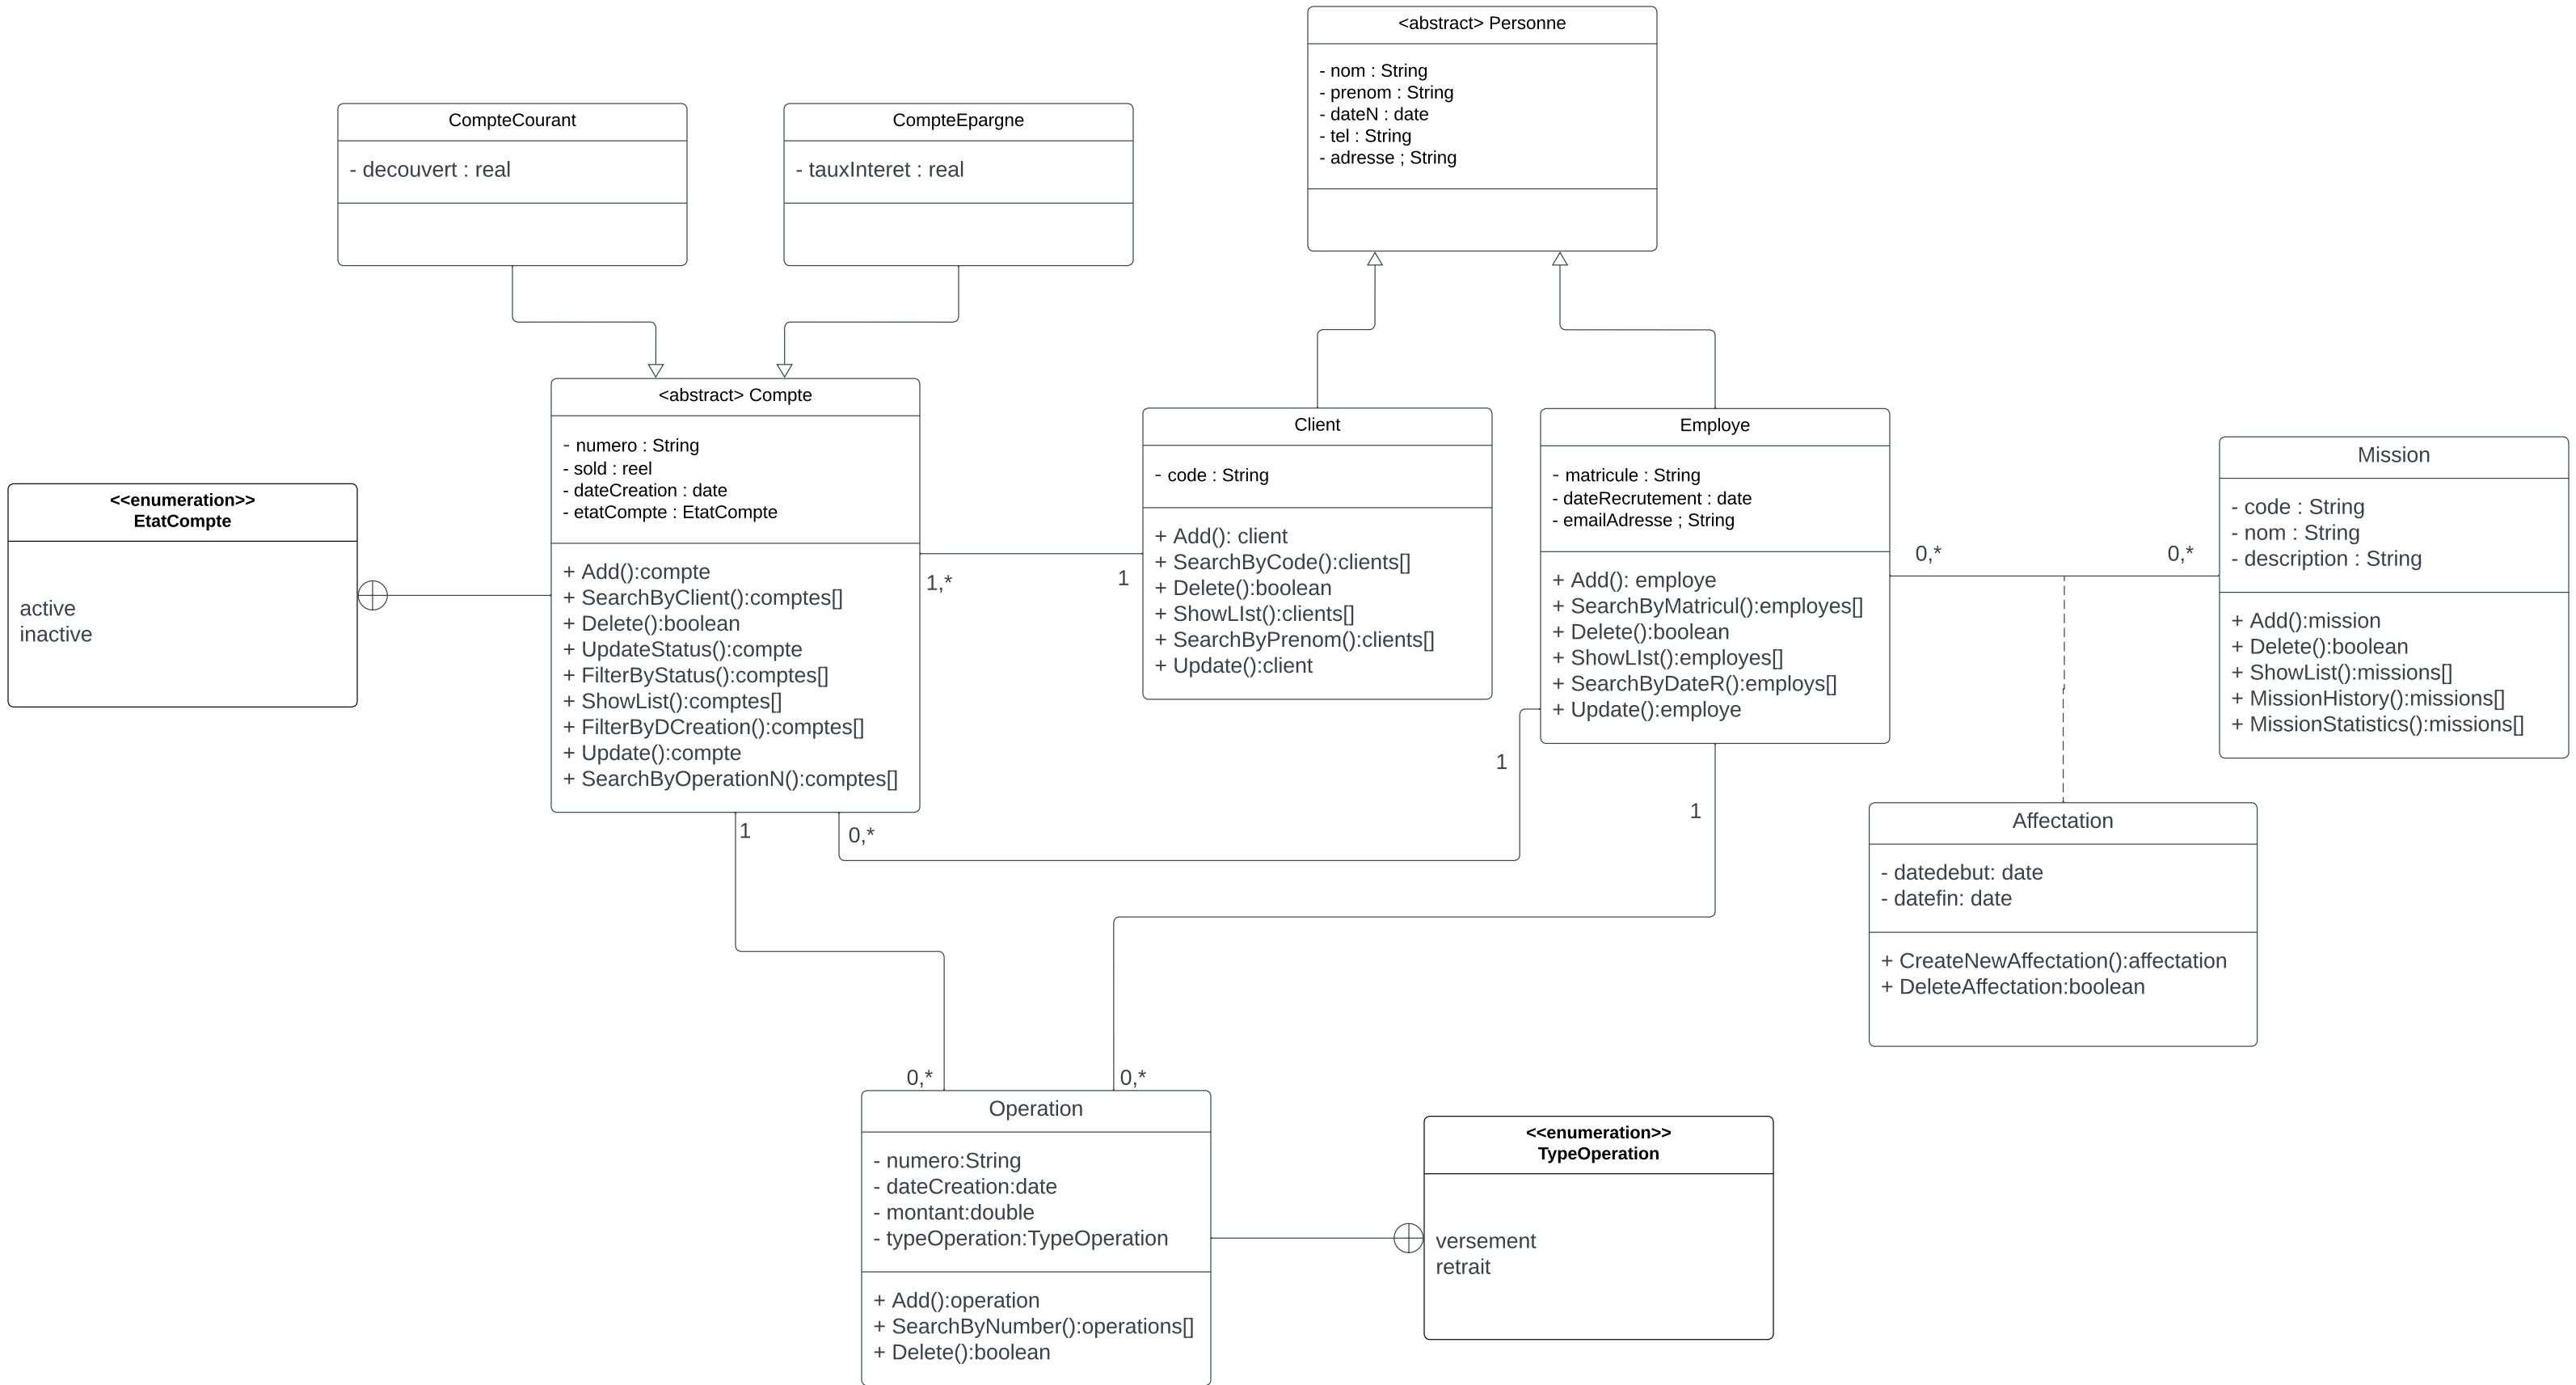 <abstract> Personne
- nom : String
- prenom : String
- dateN : date
- tel : String
- adresse ; String
CompteCourant
- decouvert : real
CompteEpargne
- tauxInteret : real
<abstract> Compte
- numero : String
- sold : reel
- dateCreation : date
- etatCompte : EtatCompte
+ Add():compte
+ SearchByClient():comptes[]
+ Delete():boolean
+ UpdateStatus():compte
+ FilterByStatus():comptes[]
+ ShowList():comptes[]
+ FilterByDCreation():comptes[]
+ Update():compte
+ SearchByOperationN():comptes[]
<<enumeration>>
EtatCompte
active
inactive
1,*
1
Client
- code : String
+ Add(): client
+ SearchByCode():clients[]
+ Delete():boolean
+ ShowLIst():clients[]
+ SearchByPrenom():clients[]
+ Update():client
Employe
- matricule : String
- dateRecrutement : date
- emailAdresse ; String
+ Add(): employe
+ SearchByMatricul():employes[]
+ Delete():boolean
+ ShowLIst():employes[]
+ SearchByDateR():employs[]
+ Update():employe
0,*
0,*
Mission
- code : String
- nom : String
- description : String
+ Add():mission
+ Delete():boolean
+ ShowList():missions[]
+ MissionHistory():missions[]
+ MissionStatistics():missions[]
1
1
1
0,*
Affectation
- datedebut: date
- datefin: date
+ CreateNewAffectation():affectation
+ DeleteAffectation:boolean
0,*
0,*
Operation
- numero:String
- dateCreation:date
- montant:double
- typeOperation:TypeOperation
+ Add():operation
+ SearchByNumber():operations[]
+ Delete():boolean
<<enumeration>>
TypeOperation
versement
retrait